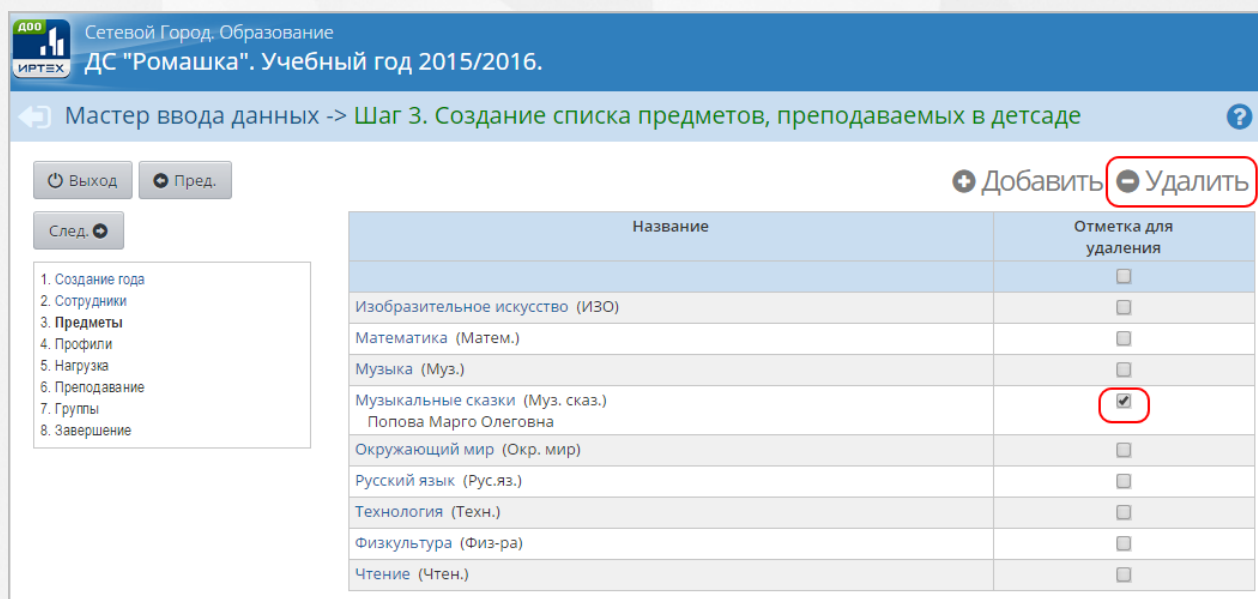 ДОО
ИРТЕХ
Сетевой Город. Образование
ДС "Ромашка". Учебный год 2015/2016.
Мастер ввода данных -> Шаг 3. Создание списка предметов, преподаваемых в детсаде
?
Выход
Пред.
Добавить
Удалить
След.
1. Создание года
2. Сотрудники
3. Предметы
4. Профили
5. Нагрузка
6. Преподавание
7. Группы
8. Завершение
Название
Отметка для
удаления
Изобразительное искусство (ИЗО)
Математика (Матем.)
Музыка (Муз.)
Музыкальные сказки (Муз. сказ.)
Попова Марго Олеговна
Окружающий мир (Окр. мир)
Русский язык (Рус.яз.)
Технология (Техн.)
Физкультура (Физ-ра)
Чтение (Чтен.)